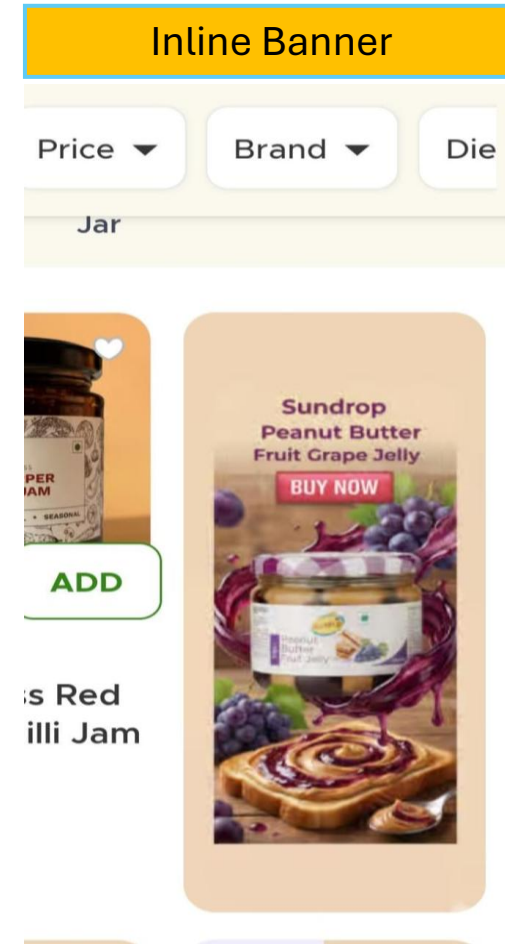 Inline Banner
Price
Brand
Die
Jar
PER
JAM
SEASONAL
ADD
ss Red
illi Jam
Sundrop
Peanut Butter
Fruit Grape Jelly
BUY NOW
Peanut
Butter
Fruit Jelly